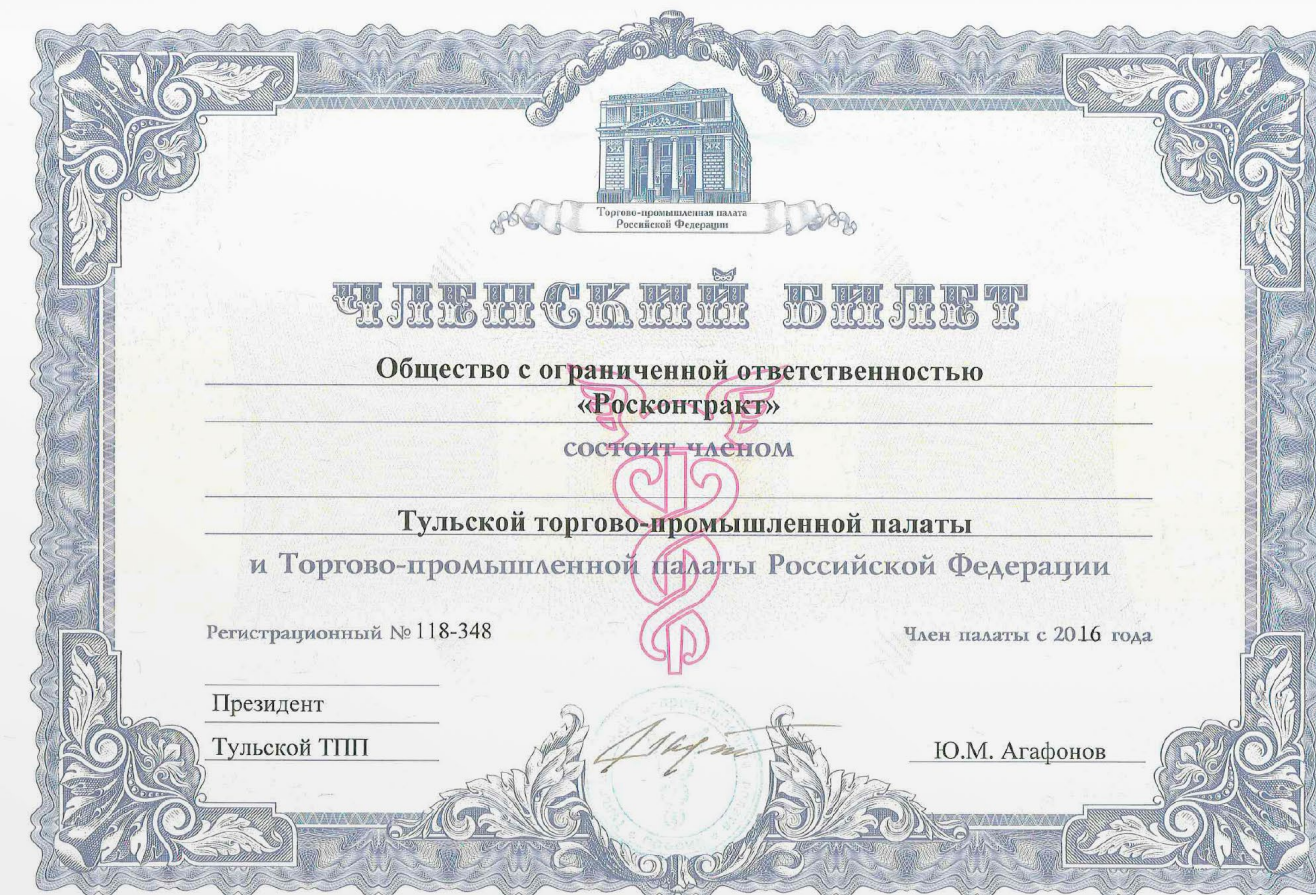 Торгово-промышленная палата
Российской Федерации
ЧЛЕНСКИЙ БИЛЕТ
Общество с ограниченной ответственностью
«Росконтракт»
состоит членом
Тульской торгово-промышленной палаты
и Торгово-промышленной палаты Российской Федерации
Регистрационный № 118-348
Член палаты с 2016 года
Президент
Тульской ТПП
Ю.М. Агафонов